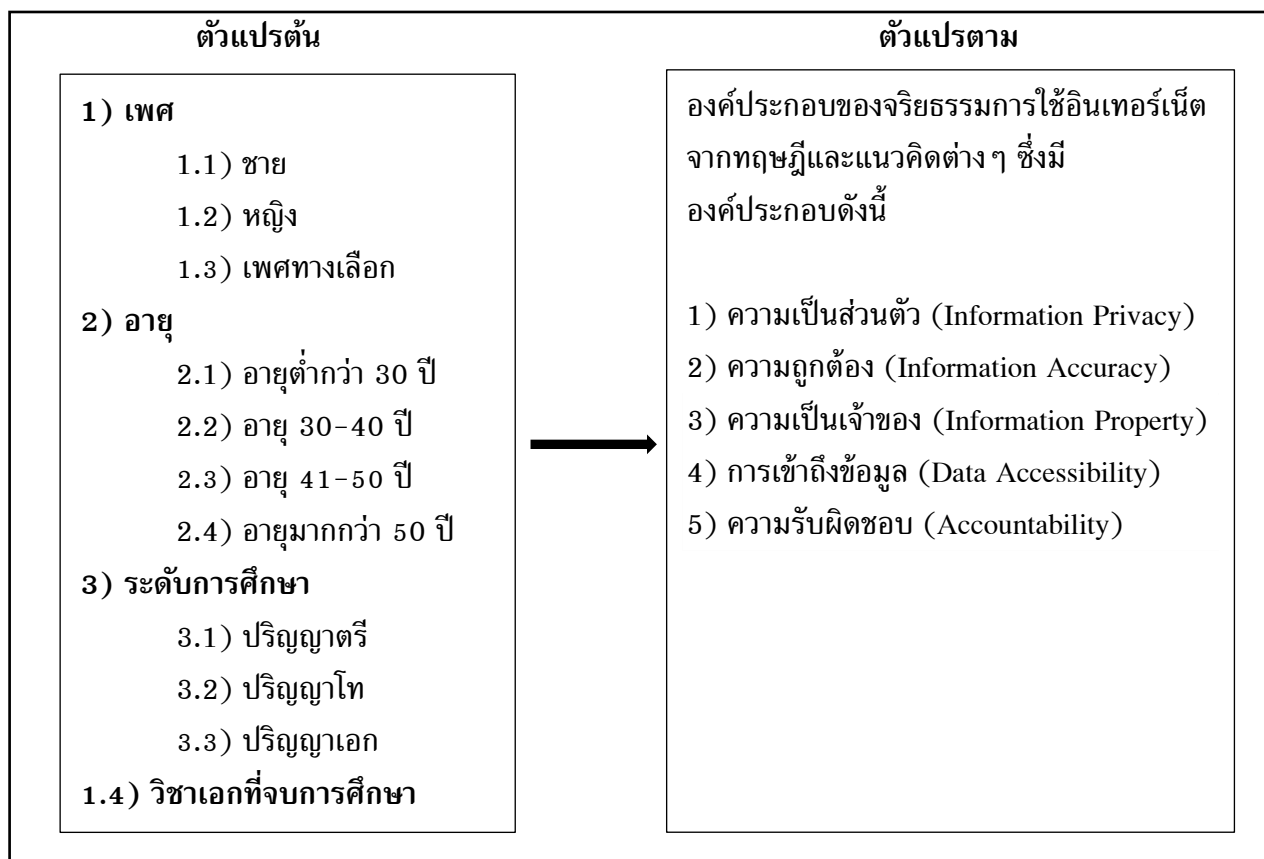 ตัวแปรต้น
1) เพศ
1.1) ชาย
1.2) หญิง
1.3) เพศทางเลือก
2) อายุ
2.1) อายุต่ำกว่า 30 ปี
2.2) อายุ 30-40 ปี
2.3) อายุ 41-50 ปี
2.4) อายุมากกว่า 50 ปี
3) ระดับการศึกษา
3.1) ปริญญาตรี
3.2) ปริญญาโท
3.3) ปริญญาเอก
1.4) วิชาเอกที่จบการศึกษา
ตัวแปรตาม
องค์ประกอบของจริยธรรมการใช้อินเทอร์เน็ต
จากทฤษฎีและแนวคิดต่าง ๆ ซึ่งมี
องค์ประกอบดังนี้
1) ความเป็นส่วนตัว (Information Privacy)
2) ความถูกต้อง (Information Accuracy)
3) ความเป็นเจ้าของ (Information Property)
4) การเข้าถึงข้อมูล (Data Accessibility)
5) ความรับผิดชอบ (Accountability)